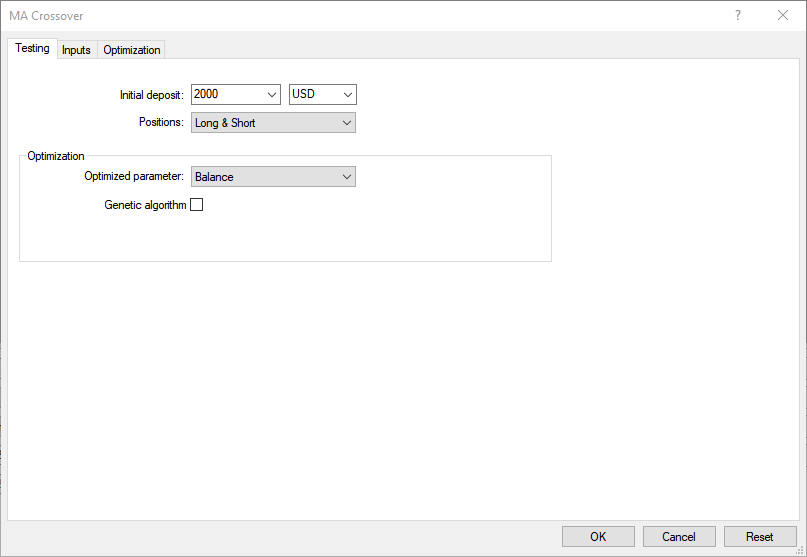 MA Crossover ?
Testing Inputs Optimization
Initial deposit: 2000 USD
Positions: Long & Short
Optimization
Optimized parameter: Balance
Genetic algorithm
OK Cancel Reset